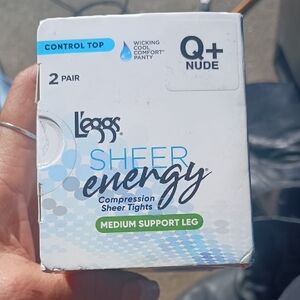 CONTROL TOP
WICKING
COOL
COMFORT®
PANTY
Q+
NUDE
2 PAIR
L'eggs®
SHEER
energy
Compression
Sheer Tights
MEDIUM SUPPORT LEG